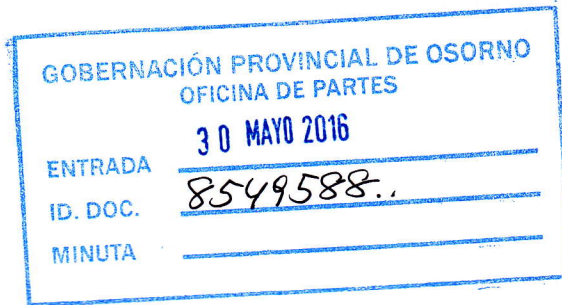 GOBERNACIÓN PROVINCIAL DE OSORNO
OFICINA DE PARTES
30 MAYO 2016
ENTRADA
ID. DOC. 8549588..
MINUTA